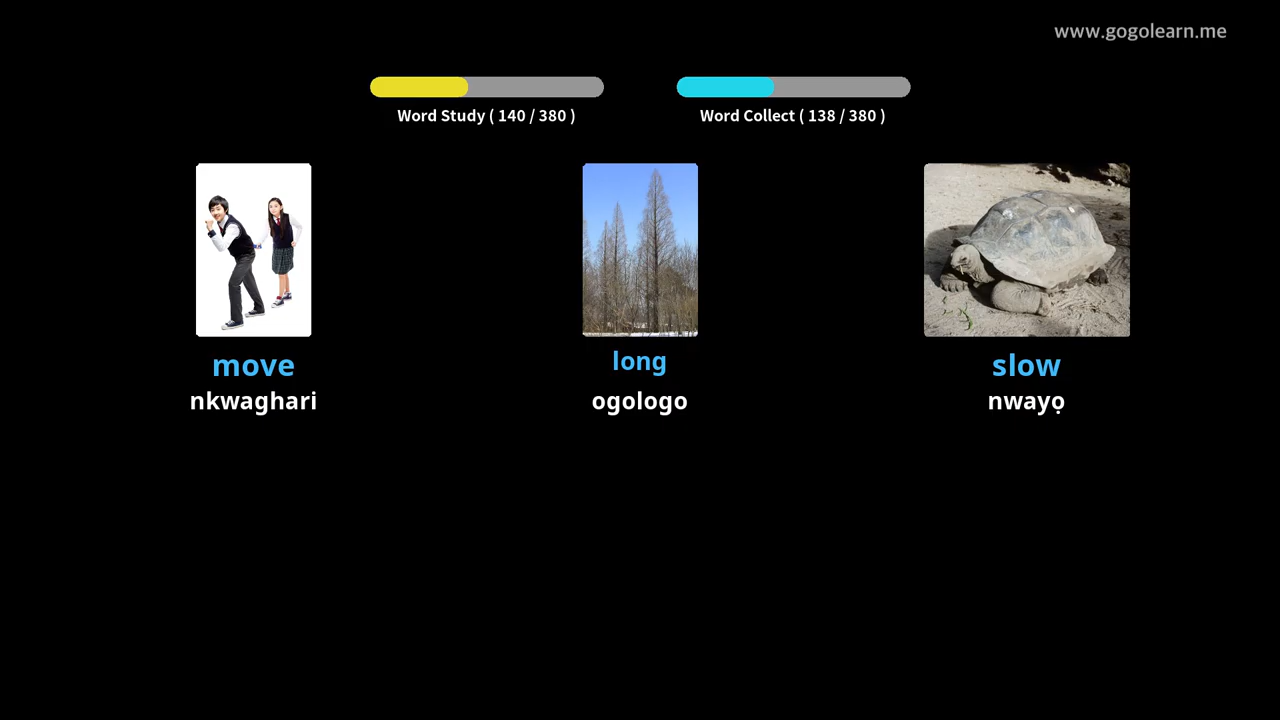 www.gogolearn.me
Word Study ( 140 / 380 )
Word Collect ( 138 / 380 )
move
long
slow
nkwaghari
ogologo
nwayọ